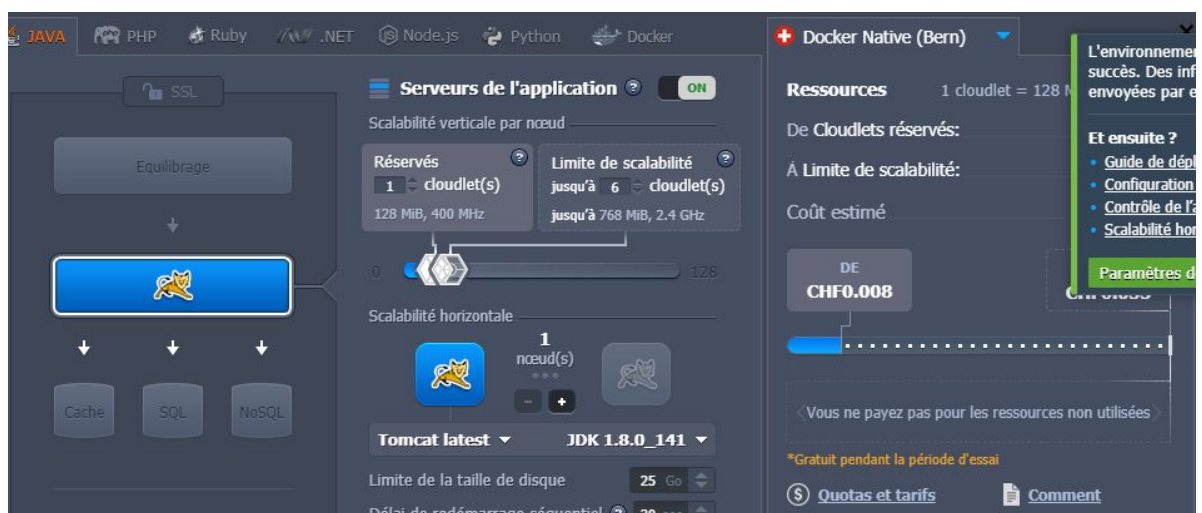 JAVA PHP Ruby .NET Node.js Python Docker
SSL
Equilibrage
Cache SQL NoSQL
Serveurs de l'application ON
Scalabilité verticale par nœud
Réservés
1 cloudlet(s)
128 MiB, 400 MHz
Limite de scalabilité
jusqu'à 6 cloudlet(s)
jusqu'à 768 MiB, 2.4 GHz
0 128
Scalabilité horizontale
1
nœud(s)
Tomcat latest JDK 1.8.0_141
Limite de la taille de disque 25 Go
Délai de redémarrage séquentiel
Docker Native (Bern)
Ressources 1 cloudlet = 128
De Cloudlets réservés:
À Limite de scalabilité:
Coût estimé
DE
CHF0.008
Vous ne payez pas pour les ressources non utilisées
*Gratuit pendant la période d'essai
Quotas et tarifs Comment
succès. Des inf
envoyées par e
Et ensuite ?
Guide de dépl
Configuration
Contrôle de l'a
Scalabilité hor
Paramètres d